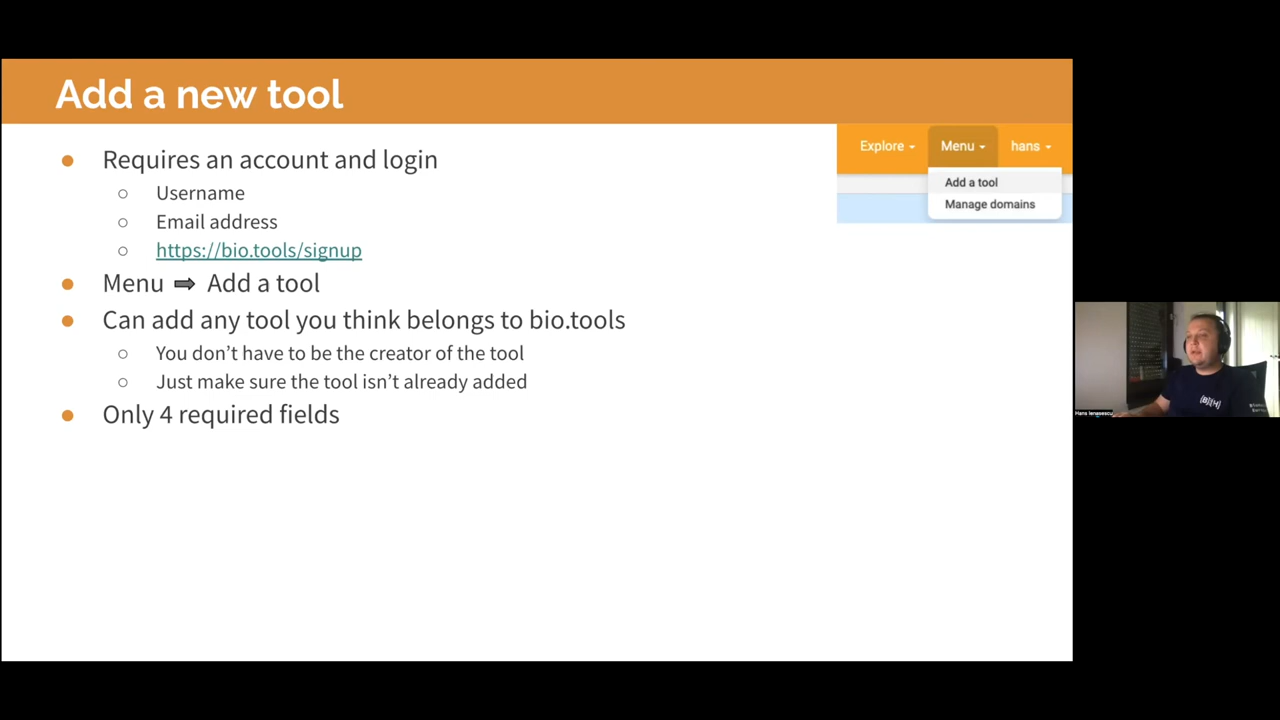 Add a new tool
Requires an account and login
Username
Email address
https://bio.tools/signup
Menu ➡ Add a tool
Can add any tool you think belongs to bio.tools
You don't have to be the creator of the tool
Just make sure the tool isn't already added
Only 4 required fields
Explore Menu hans
Add a tool
Manage domains
Hans Ienasescu